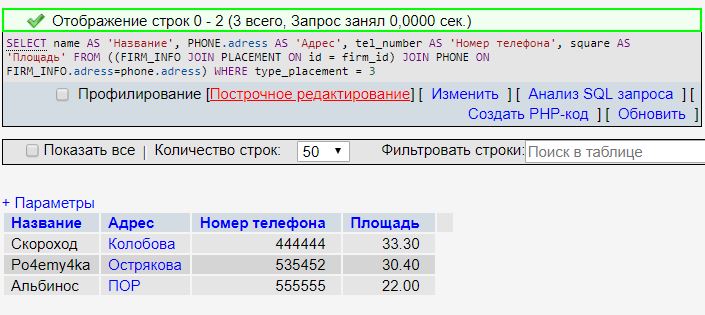 Отображение строк 0 - 2 (3 всего, Запрос занял 0,0000 сек.)
SELECT name AS 'Название', PHONE.adress AS 'Адрес', tel_number AS 'Номер телефона', square AS
'Площадь' FROM ((FIRM_INFO JOIN PLACEMENT ON id = firm_id) JOIN PHONE ON
FIRM_INFO.adress=phone.adress) WHERE type_placement = 3
Профилирование [Построчное редактирование] [ Изменить ] [ Анализ SQL запроса ] [
Создать PHP-код ] [ Обновить ]
Показать все | Количество строк: 50 Фильтровать строки: Поиск в таблице
+ Параметры
Название Адрес Номер телефона Площадь
Скороход Колобова 444444 33.30
Po4emy4ka Острякова 535452 30.40
Альбинос ПОР 555555 22.00